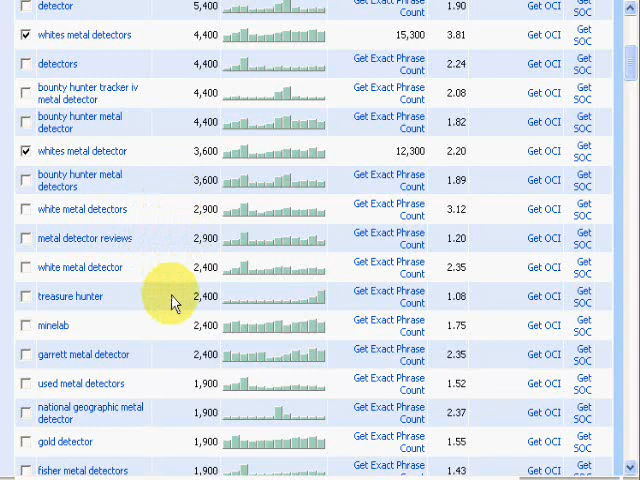 detector 5,400 Get Exact Phrase Count 1.90 Get OCI Get SOC
whites metal detectors 4,400 15,300 3.81 Get OCI Get SOC
detectors 4,400 Get Exact Phrase Count 2.24 Get OCI Get SOC
bounty hunter tracker iv metal detector 4,400 Get Exact Phrase Count 2.08 Get OCI Get SOC
bounty hunter metal detector 4,400 Get Exact Phrase Count 1.82 Get OCI Get SOC
whites metal detector 3,600 12,300 2.20 Get OCI Get SOC
bounty hunter metal detectors 3,600 Get Exact Phrase Count 1.89 Get OCI Get SOC
white metal detectors 2,900 Get Exact Phrase Count 3.12 Get OCI Get SOC
metal detector reviews 2,900 Get Exact Phrase Count 1.20 Get OCI Get SOC
white metal detector 2,400 Get Exact Phrase Count 2.35 Get OCI Get SOC
treasure hunter 2,400 Get Exact Phrase Count 1.08 Get OCI Get SOC
minelab 2,400 Get Exact Phrase Count 1.75 Get OCI Get SOC
garrett metal detector 2,400 Get Exact Phrase Count 2.35 Get OCI Get SOC
used metal detectors 1,900 Get Exact Phrase Count 1.52 Get OCI Get SOC
national geographic metal detector 1,900 Get Exact Phrase Count 2.37 Get OCI Get SOC
gold detector 1,900 Get Exact Phrase Count 1.55 Get OCI Get SOC
fisher metal detectors 1,900 Get Exact Phrase 1.43 Get OCI Get